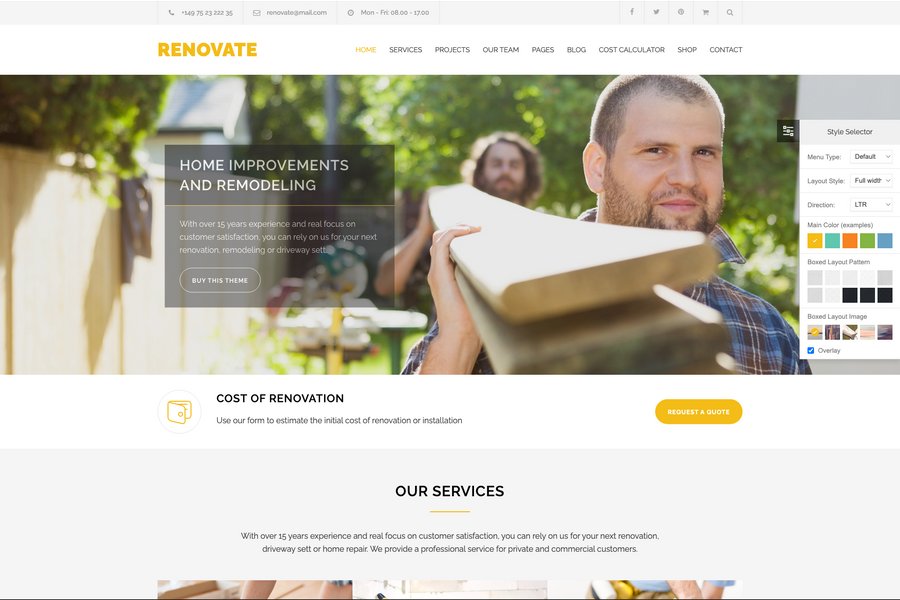 +149 75 23 222 35
renovate@mail.com
Mon - Fri: 08.00 - 17.00
RENOVATE
HOME SERVICES PROJECTS OUR TEAM PAGES BLOG COST CALCULATOR SHOP CONTACT
HOME IMPROVEMENTS
AND REMODELING
With over 15 years experience and real focus on
customer satisfaction, you can rely on us for your next
renovation, remodeling or driveway sett.
BUY THIS THEME
Style Selector
Menu Type: Default
Layout Style: Full width
Direction: LTR
Main Color (examples)
Boxed Layout Pattern
Boxed Layout Image
Overlay
COST OF RENOVATION
Use our form to estimate the initial cost of renovation or installation
REQUEST A QUOTE
OUR SERVICES
With over 15 years experience and real focus on customer satisfaction, you can rely on us for your next renovation,
driveway sett or home repair. We provide a professional service for private and commercial customers.